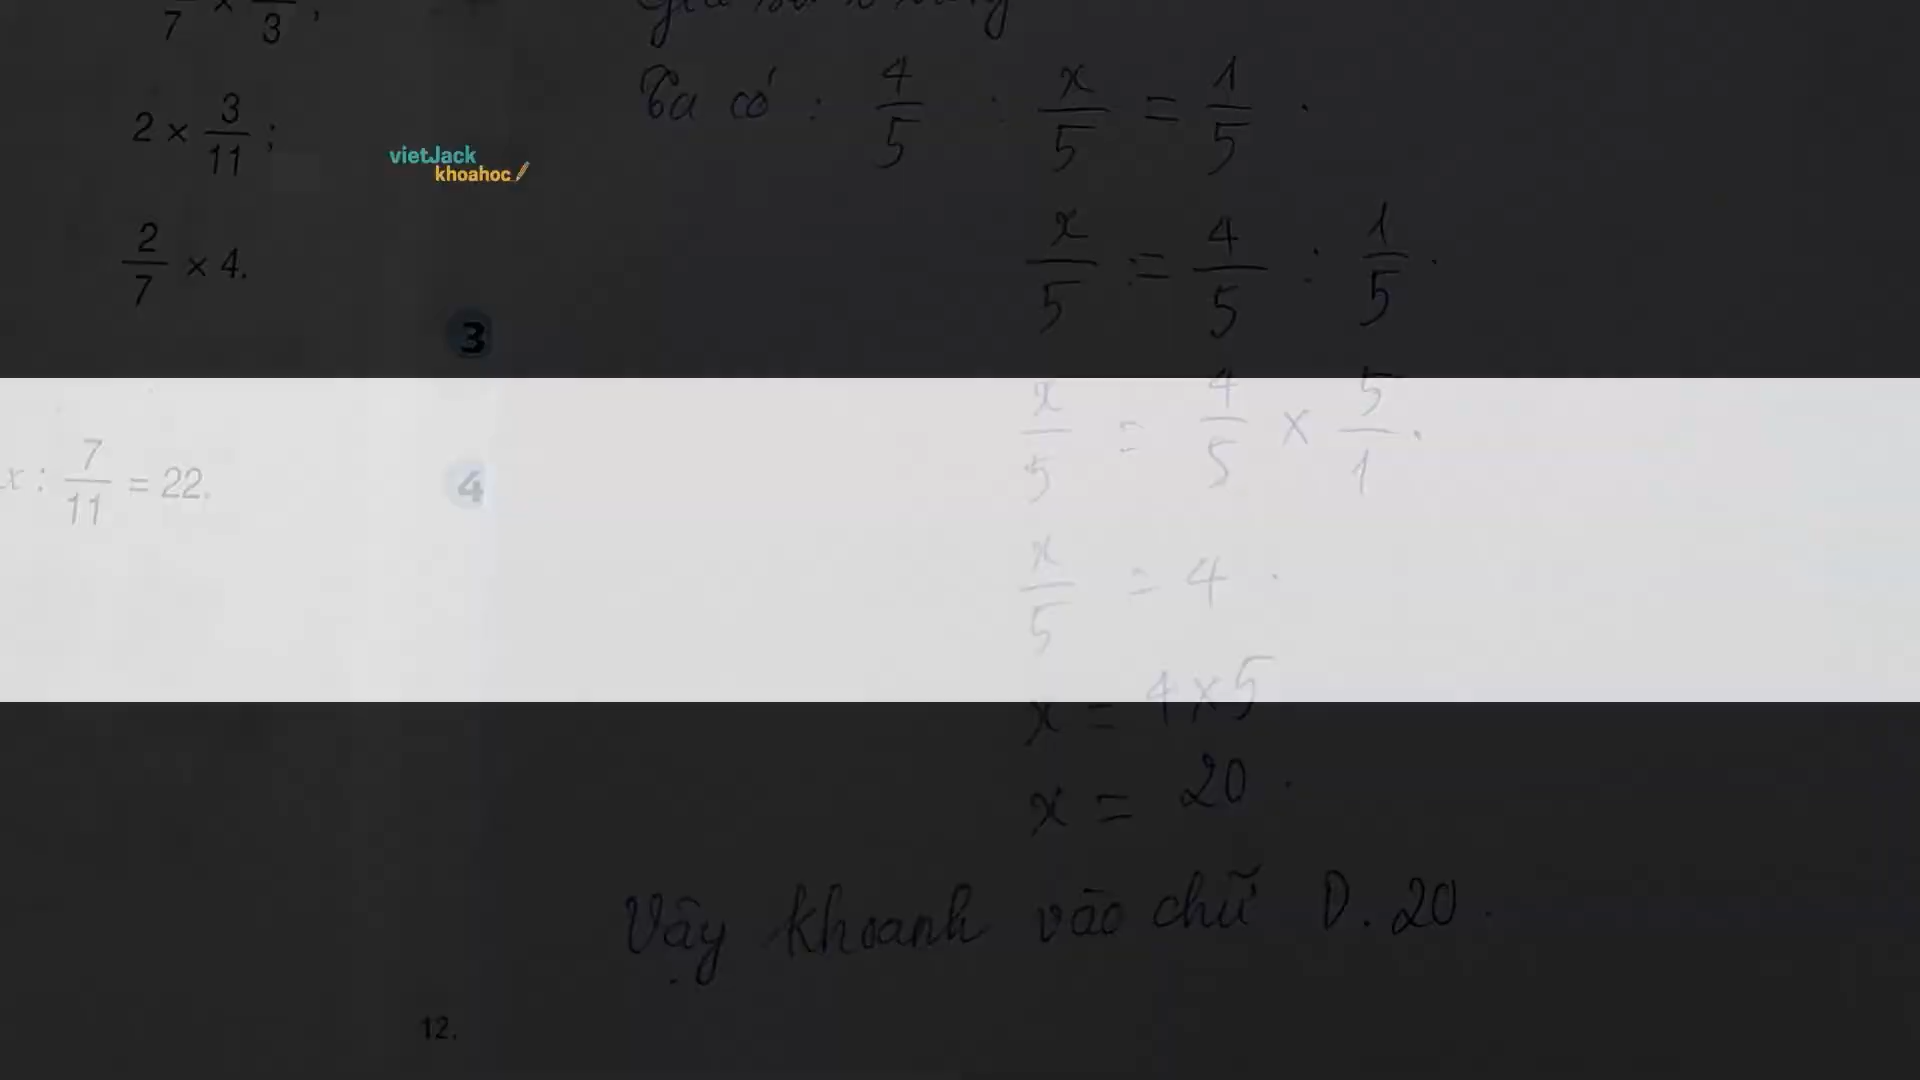 7 × 3 ;
2 × 3/11 ;
2/7 × 4.
vietJack
khoahoc
3
x : 7/11 = 22.
4
Ta có : 4/5 : x/5 = 1/5 .
x/5 = 4/5 : 1/5 .
x/5 = 4/5 × 5/1 .
x/5 = 4 .
x = 4 × 5
x = 20 .
Vậy khoanh vào chữ D. 20 .
12.